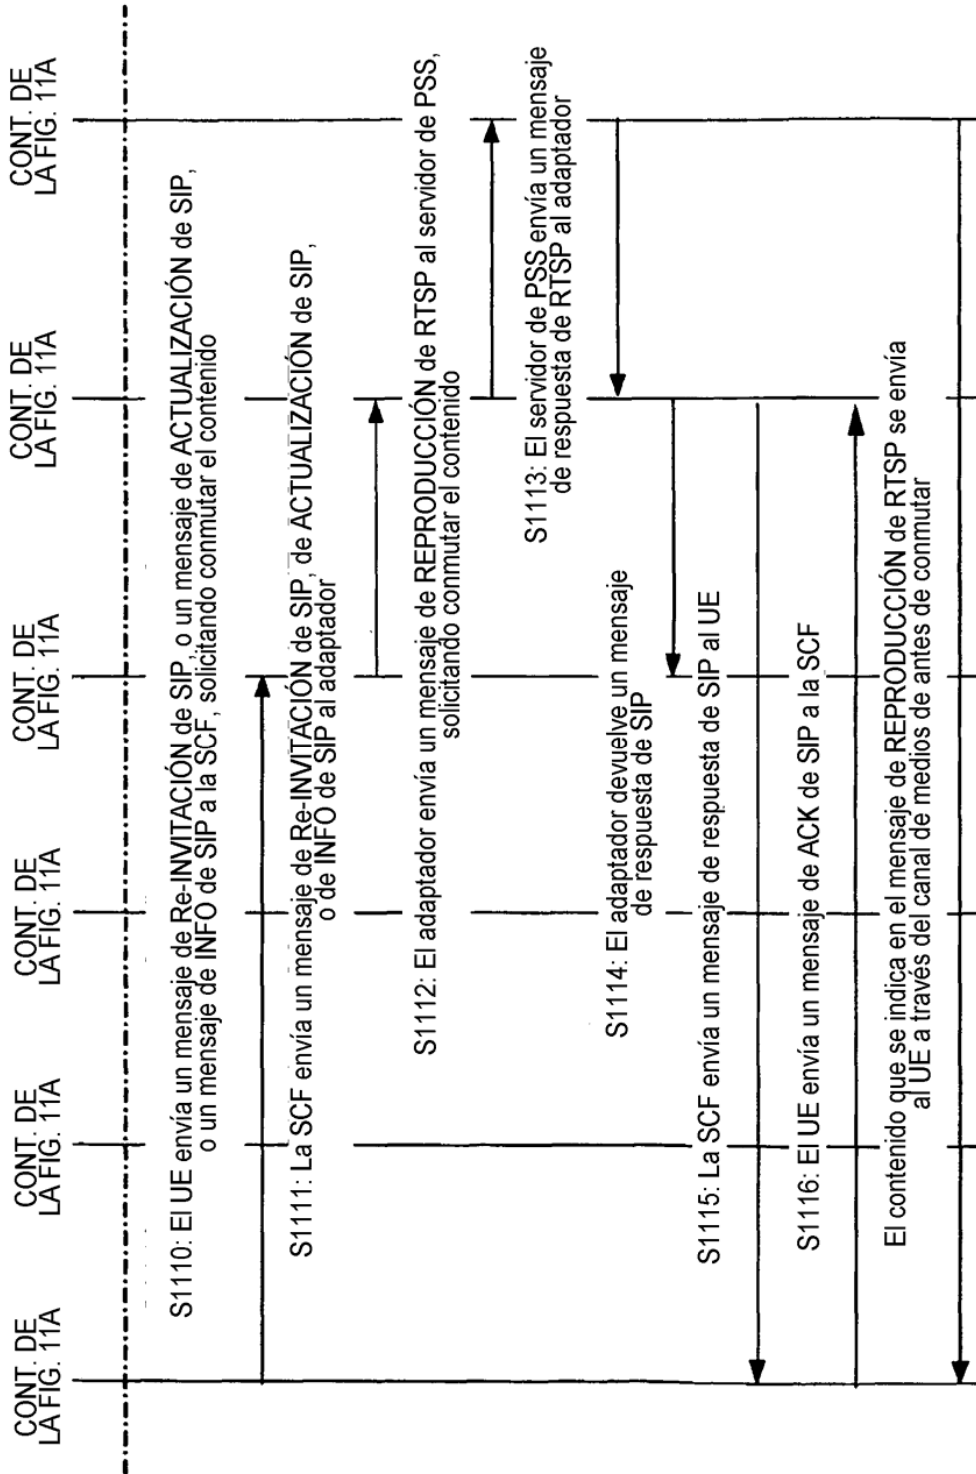 CONT. DE
LA FIG. 11A
CONT. DE
LA FIG. 11A
CONT. DE
LA FIG. 11A
CONT. DE
LA FIG. 11A
CONT. DE
LA FIG. 11A
CONT. DE
LA FIG. 11A
S1110: El UE envía un mensaje de Re-INVITACIÓN de SIP, o un mensaje de ACTUALIZACIÓN de SIP,
o un mensaje de INFO de SIP a la SCF, solicitando conmutar el contenido
S1111: La SCF envía un mensaje de Re-INVITACIÓN de SIP, de ACTUALIZACIÓN de SIP,
o de INFO de SIP al adaptador
S1112: El adaptador envía un mensaje de REPRODUCCIÓN de RTSP al servidor de PSS,
solicitando conmutar el contenido
S1113: El servidor de PSS envía un mensaje
de respuesta de RTSP al adaptador
S1114: El adaptador devuelve un mensaje
de respuesta de SIP
S1115: La SCF envía un mensaje de respuesta de SIP al UE
S1116: El UE envía un mensaje de ACK de SIP a la SCF
El contenido que se indica en el mensaje de REPRODUCCIÓN de RTSP se envía
al UE a través del canal de medios de antes de conmutar